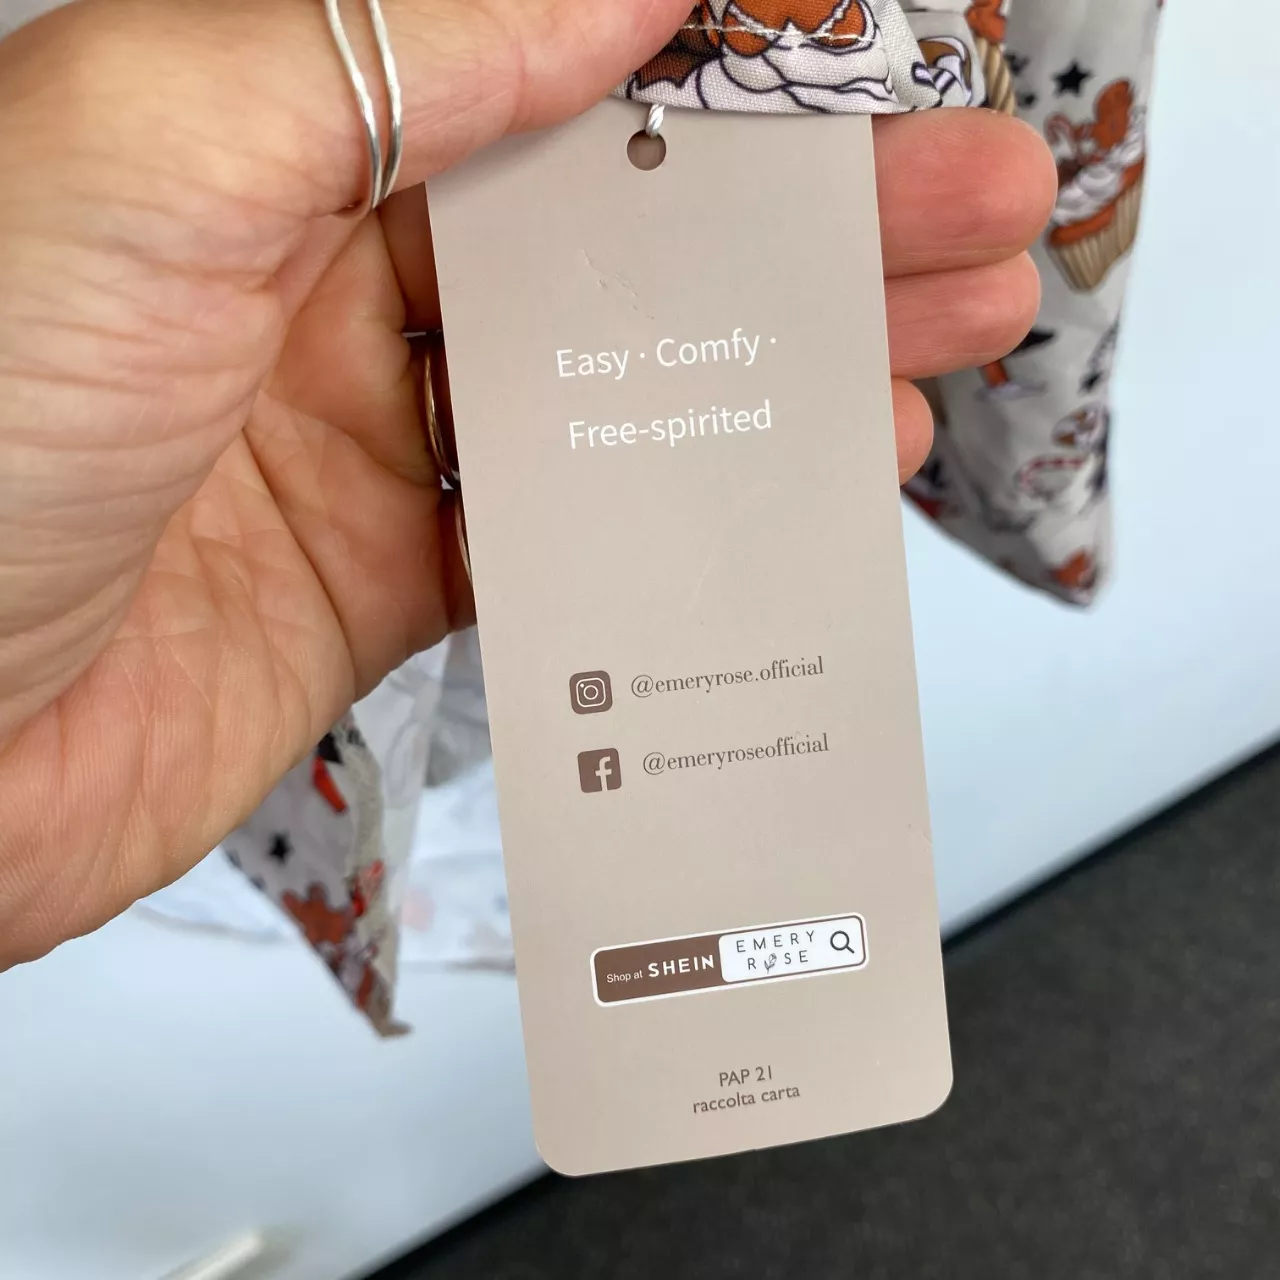 Easy · Comfy ·
Free-spirited
@emeryrose.official
@emeryroseofficial
Shop at SHEIN EMERY ROSE
PAP 21
raccolta carta